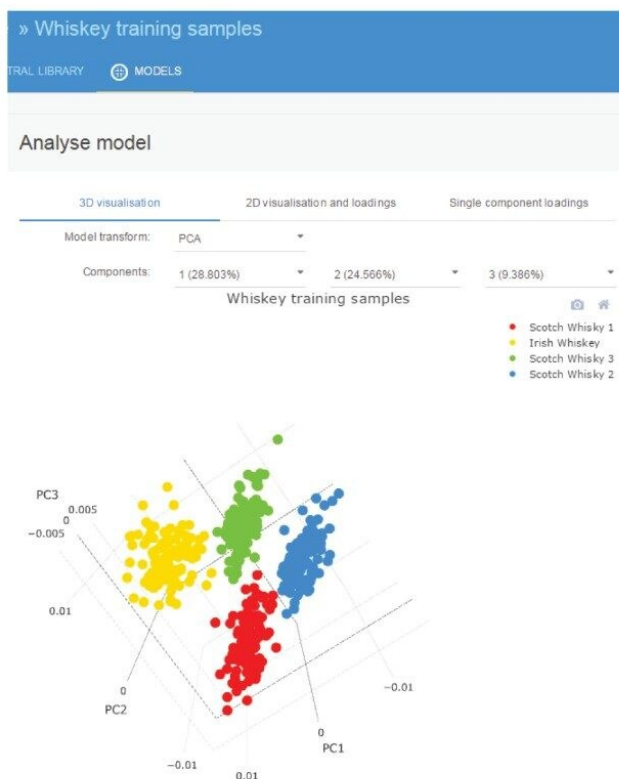 » Whiskey training samples
TRAL LIBRARY MODELS
Analyse model
3D visualisation 2D visualisation and loadings Single component loadings
Model transform: PCA
Components: 1 (28.803%) 2 (24.566%) 3 (9.386%)
Whiskey training samples
Scotch Whisky 1
Irish Whiskey
Scotch Whisky 3
Scotch Whisky 2
PC3
0.005
0
−0.005
0.01
0
PC2
−0.01
0.01
0
PC1
−0.01